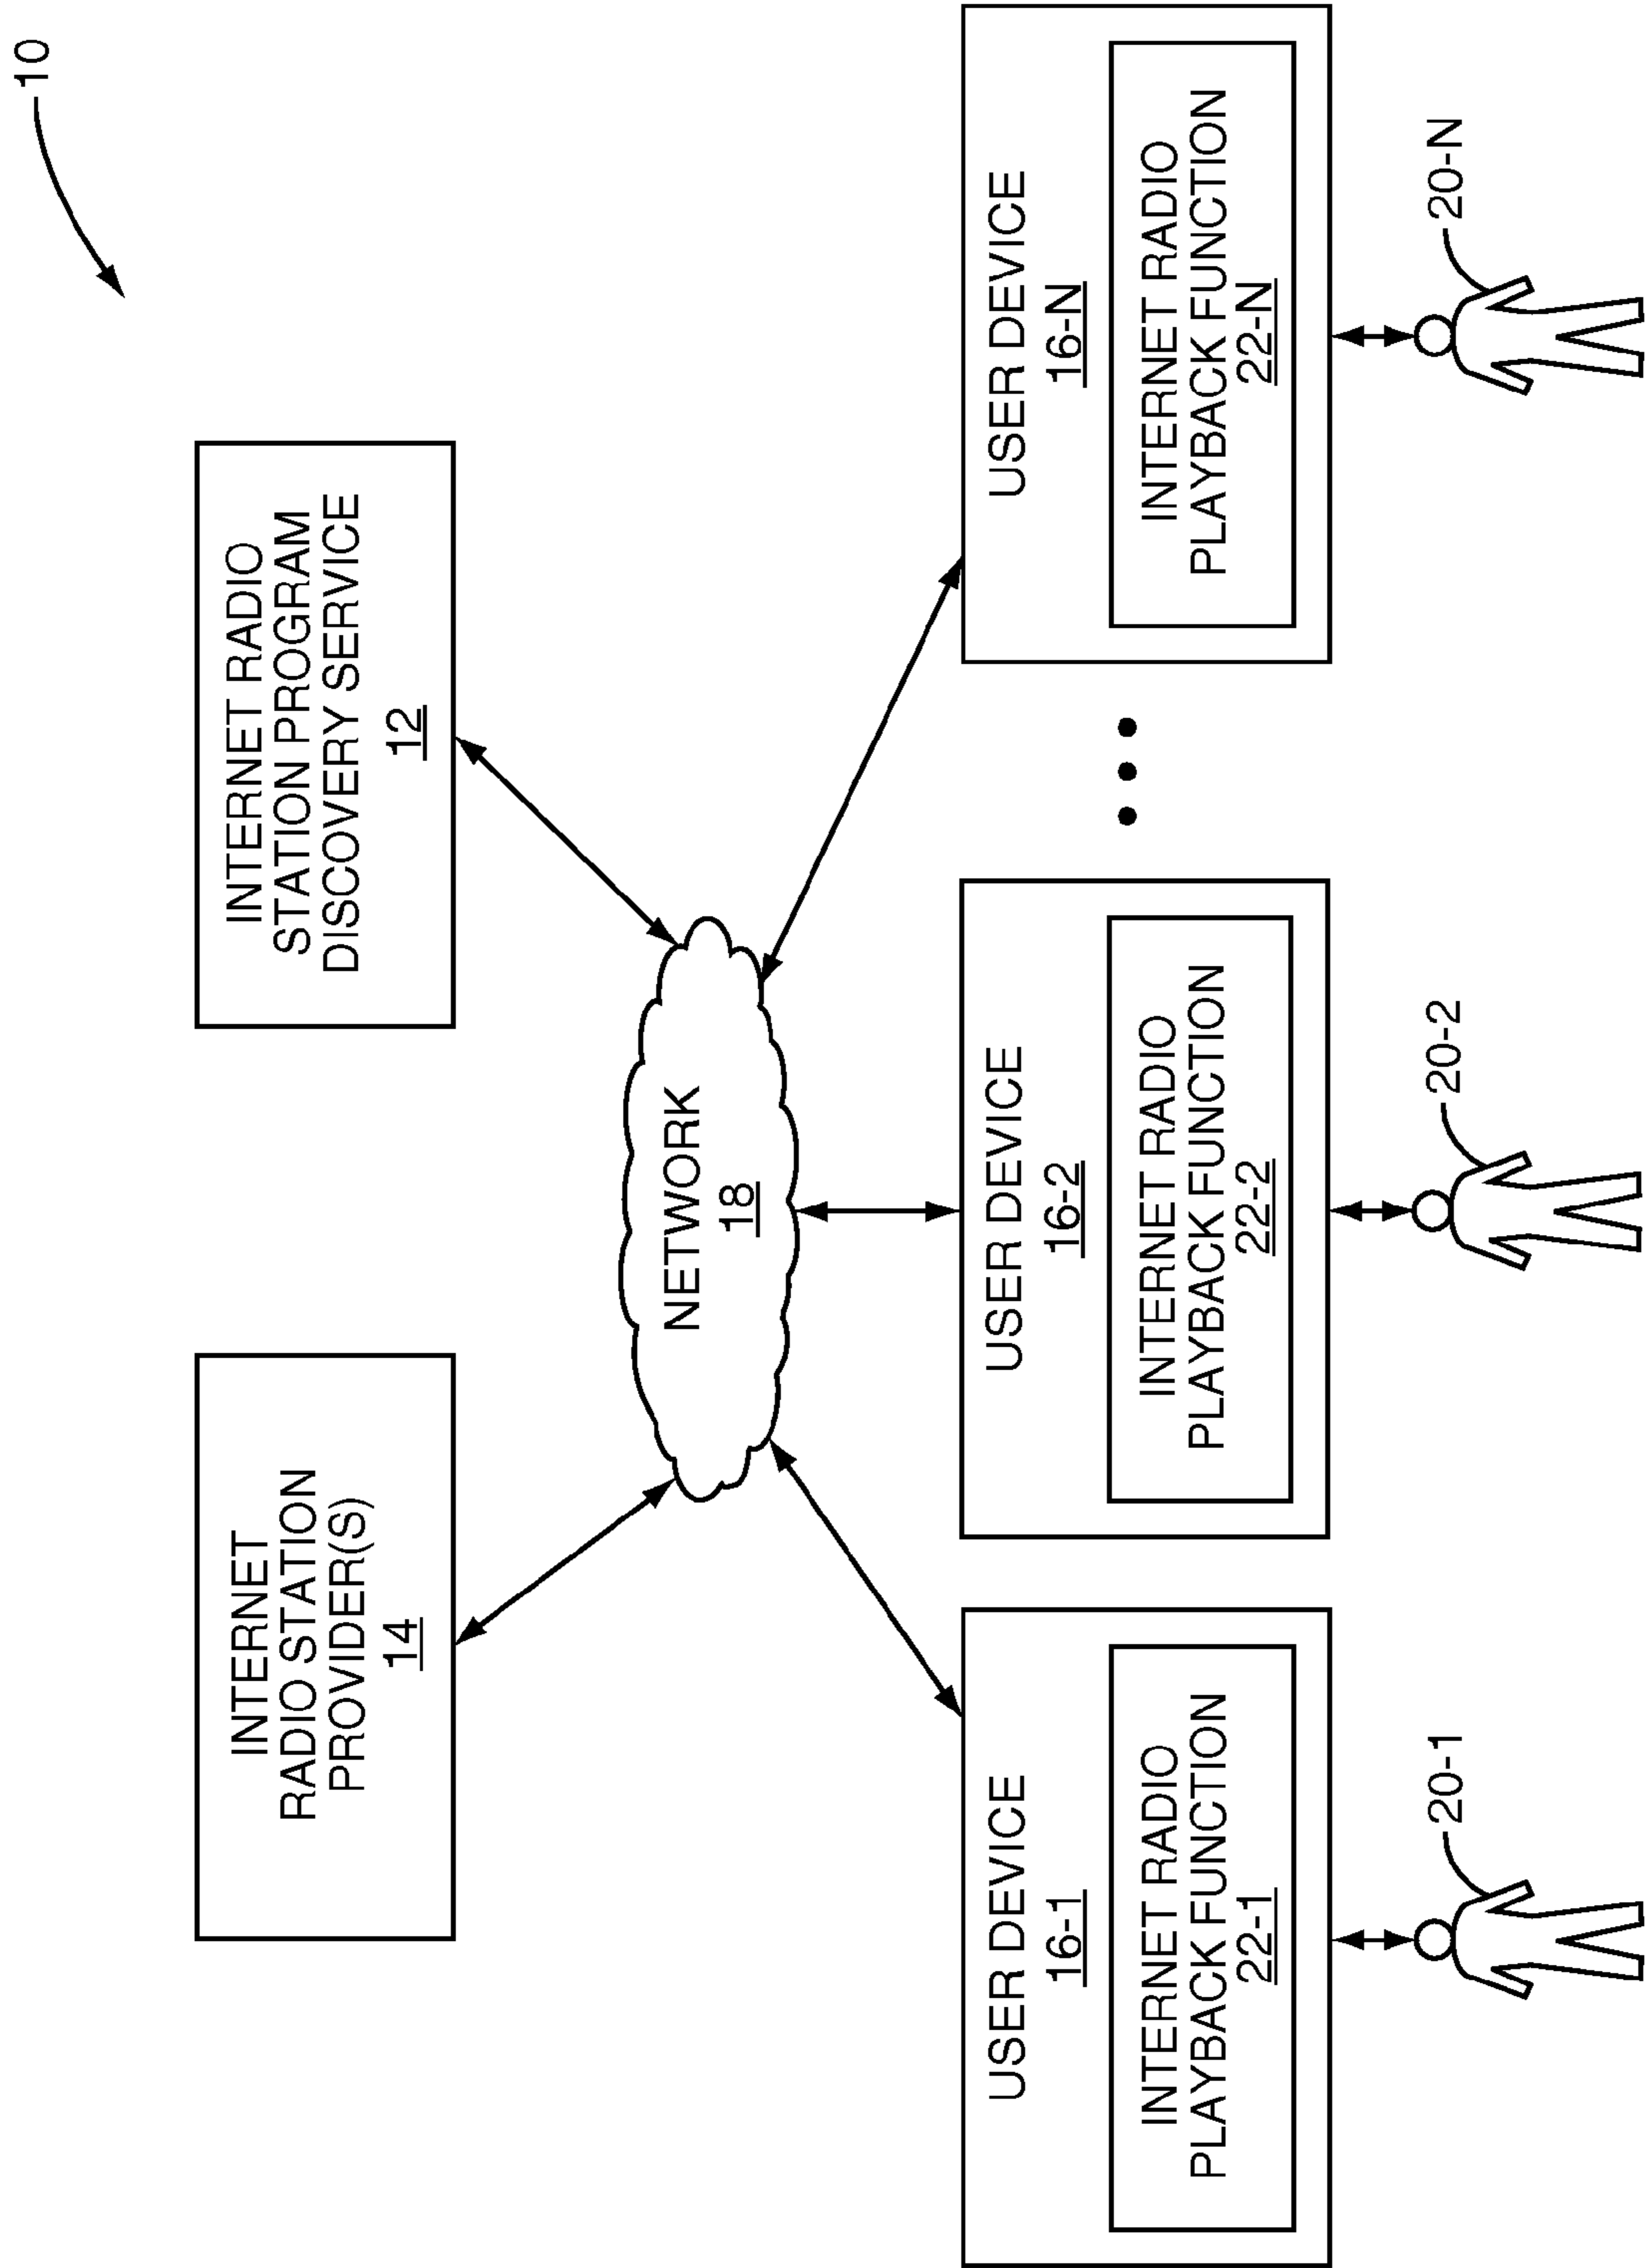 10
INTERNET
RADIO STATION
PROVIDER(S)
14
INTERNET RADIO
STATION PROGRAM
DISCOVERY SERVICE
12
NETWORK
18
USER DEVICE
16-1
INTERNET RADIO
PLAYBACK FUNCTION
22-1
USER DEVICE
16-2
INTERNET RADIO
PLAYBACK FUNCTION
22-2
USER DEVICE
16-N
INTERNET RADIO
PLAYBACK FUNCTION
22-N
20-1
20-2
20-N